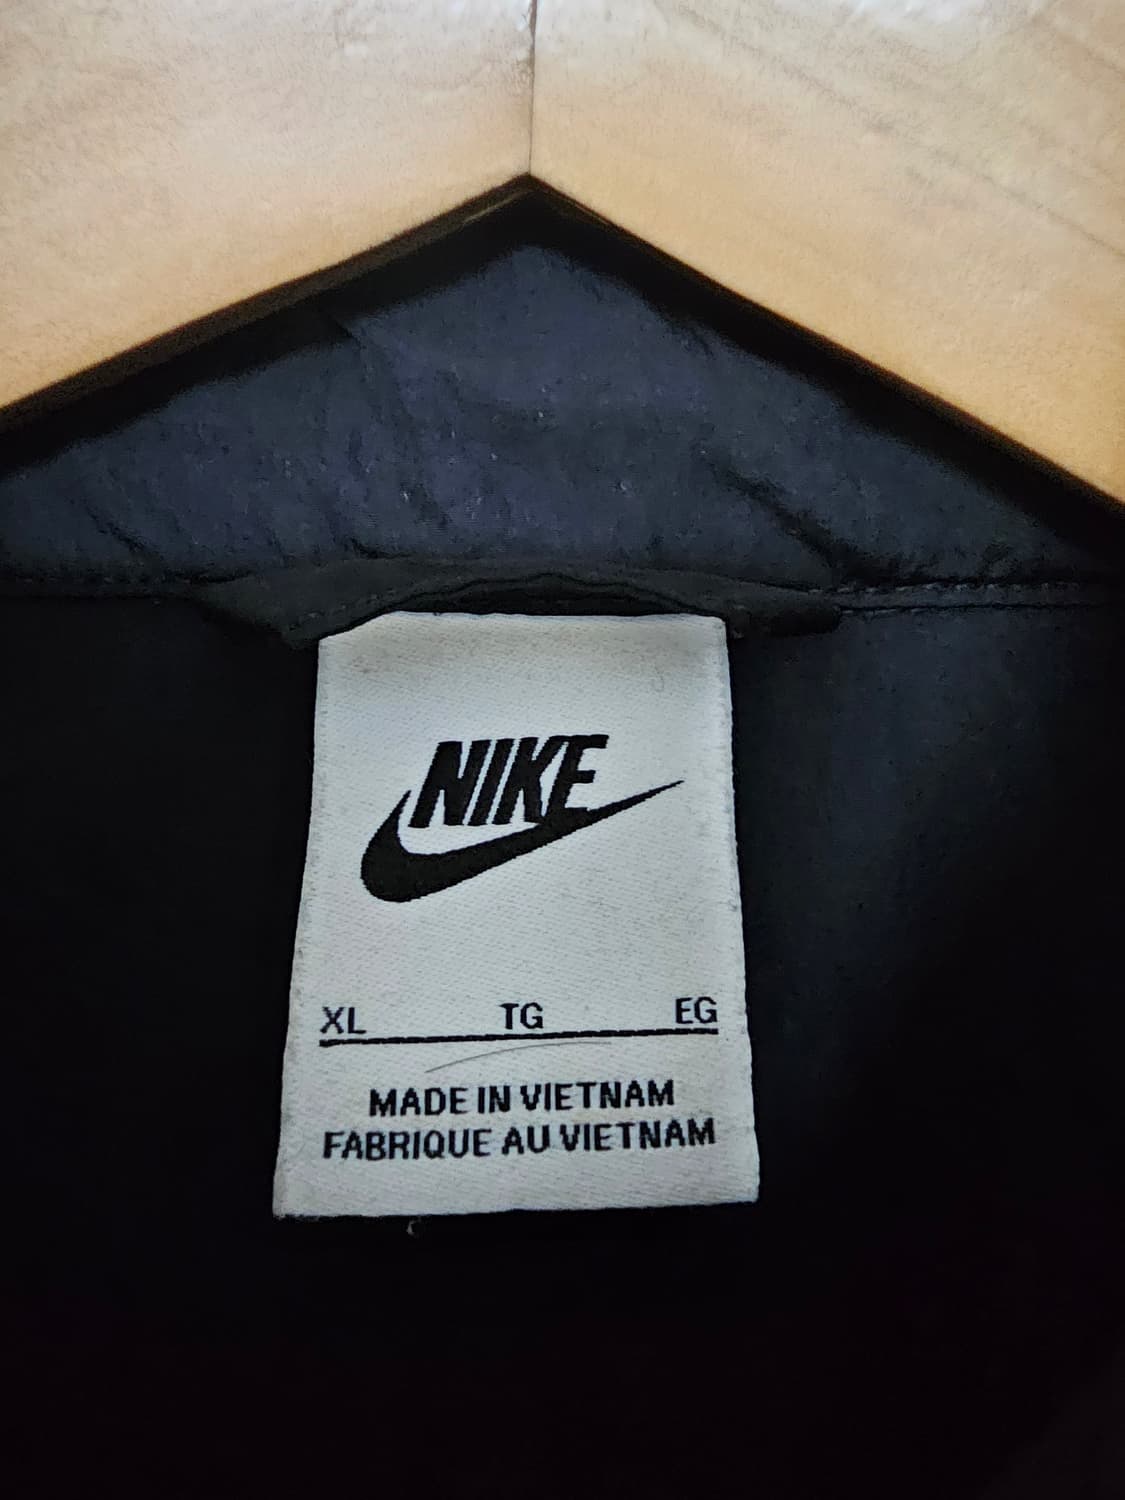 NIKE
XL TG EG
MADE IN VIETNAM
FABRIQUE AU VIETNAM